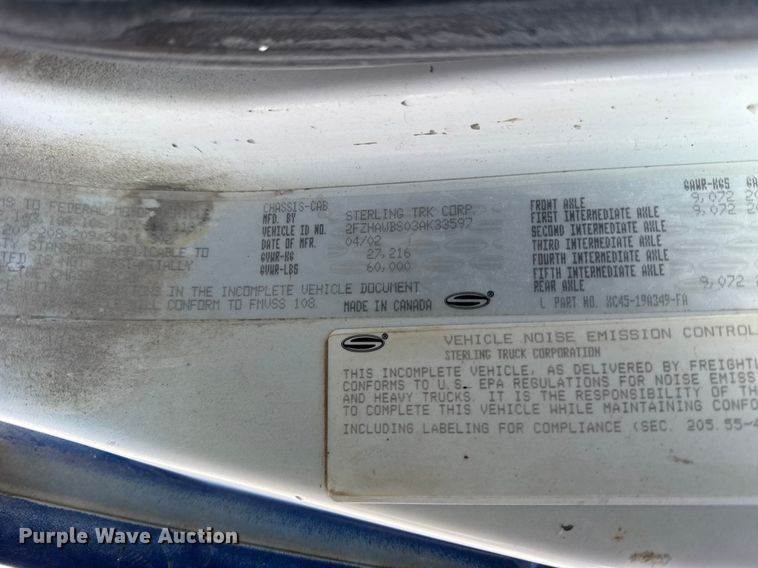 CHASSIS-CAB
MFD. BY STERLING TRK CORP.
VEHICLE ID NO. 2FZHAWBS03AK33597
04/02
GVWR-KG 27,216
GVWR-LBS 60,000
IN THE INCOMPLETE VEHICLE DOCUMENT
CONFORM TO FMVSS 108.
MADE IN CANADA
S
GAWR-KGS
FRONT AXLE 9,072
FIRST INTERMEDIATE AXLE 9,072
SECOND INTERMEDIATE AXLE
THIRD INTERMEDIATE AXLE
FOURTH INTERMEDIATE AXLE
FIFTH INTERMEDIATE AXLE
REAR AXLE 9,072
PART NO. XC45-19A349-FA
S
VEHICLE NOISE EMISSION CONTROL
STERLING TRUCK CORPORATION
THIS INCOMPLETE VEHICLE, AS DELIVERED BY FREIGHTL
CONFORMS TO U.S. EPA REGULATIONS FOR NOISE EMISS
AND HEAVY TRUCKS. IT IS THE RESPONSIBILITY OF TH
TO COMPLETE THIS VEHICLE WHILE MAINTAINING CONFO
INCLUDING LABELING FOR COMPLIANCE (SEC. 205.55-4
Purple Wave Auction